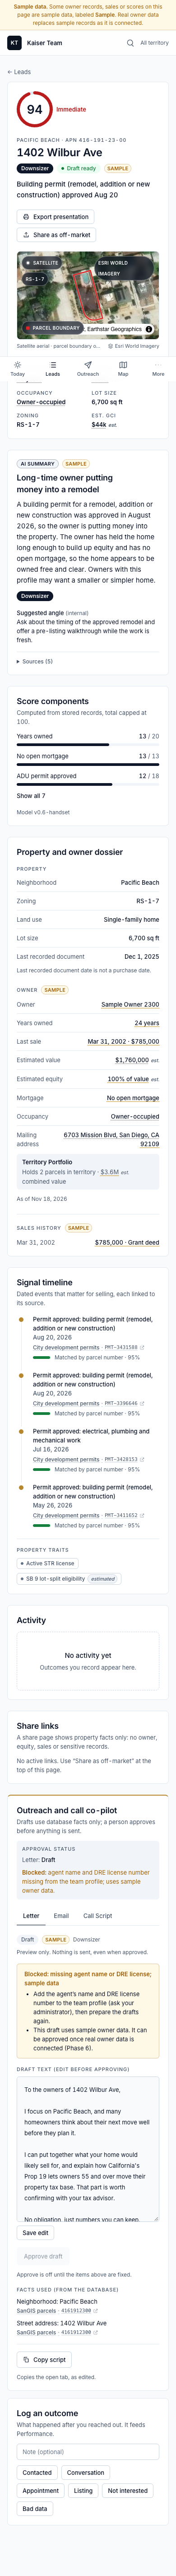 Sample data. Some owner records, sales or scores on this
page are sample data, labeled Sample. Real owner data
replaces sample records as it is connected.
KT Kaiser Team All territory
← Leads
94 Immediate
PACIFIC BEACH · APN 416-191-23-00
1402 Wilbur Ave
Downsizer Draft ready SAMPLE
Building permit (remodel, addition or new
construction) approved Aug 20
Export presentation
Share as off-market
SATELLITE ESRI WORLD
IMAGERY
RS-1-7
PARCEL BOUNDARY Earthstar Geographics
Satellite aerial · parcel boundary o... Esri World Imagery
Today Leads Outreach Map More
OCCUPANCY LOT SIZE
Owner-occupied 6,700 sq ft
ZONING EST. GCI
RS-1-7 $44k est.
AI SUMMARY SAMPLE
Long-time owner putting
money into a remodel
A building permit for a remodel, addition
or new construction was approved in August
2026, so the owner is putting money into
the property. The owner has held the home
long enough to build up equity and has no
open mortgage, so the home appears to be
owned free and clear. Owners with this
profile may want a smaller or simpler home.
Downsizer
Suggested angle (internal)
Ask about the timing of the approved remodel and
offer a pre-listing walkthrough while the work is
fresh.
Sources (5)
Score components
Computed from stored records, total capped at
100.
Years owned 13 / 20
No open mortgage 13 / 13
ADU permit approved 12 / 18
Show all 7
Model v0.6-handset
Property and owner dossier
PROPERTY
Neighborhood Pacific Beach
Zoning RS-1-7
Land use Single-family home
Lot size 6,700 sq ft
Last recorded document Dec 1, 2025
Last recorded document date is not a purchase date.
OWNER SAMPLE
Owner Sample Owner 2300
Years owned 24 years
Last sale Mar 31, 2002 · $785,000
Estimated value $1,760,000 est.
Estimated equity 100% of value est.
Mortgage No open mortgage
Occupancy Owner-occupied
Mailing 6703 Mission Blvd, San Diego, CA
address 92109
Territory Portfolio
Holds 2 parcels in territory · $3.6M est.
combined value
As of Nov 18, 2026
SALES HISTORY SAMPLE
Mar 31, 2002 $785,000 · Grant deed
Signal timeline
Dated events that matter for selling, each linked to
its source.
Permit approved: building permit (remodel,
addition or new construction)
Aug 20, 2026
City development permits · PMT-3431588
Matched by parcel number · 95%
Permit approved: building permit (remodel,
addition or new construction)
Aug 20, 2026
City development permits · PMT-3396646
Matched by parcel number · 95%
Permit approved: electrical, plumbing and
mechanical work
Jul 16, 2026
City development permits · PMT-3428153
Matched by parcel number · 95%
Permit approved: building permit (remodel,
addition or new construction)
May 26, 2026
City development permits · PMT-3411652
Matched by parcel number · 95%
PROPERTY TRAITS
Active STR license
SB 9 lot-split eligibility estimated
Activity
No activity yet
Outcomes you record appear here.
Share links
A share page shows property facts only: no owner,
equity, sales or sensitive records.
No active links. Use "Share as off-market" at the
top of this page.
Outreach and call co-pilot
Drafts use database facts only; a person approves
before anything is sent.
APPROVAL STATUS
Letter: Draft
Blocked: agent name and DRE license number
missing from the team profile; uses sample
owner data.
Letter Email Call Script
Draft SAMPLE Downsizer
Preview only. Nothing is sent, even when approved.
Blocked: missing agent name or DRE license;
sample data
• Add the agent's name and DRE license
number to the team profile (ask your
administrator), then prepare the drafts
again.
• This draft uses sample owner data. It can
be approved once real owner data is
connected (Phase 6).
DRAFT TEXT (EDIT BEFORE APPROVING)
To the owners of 1402 Wilbur Ave,
I focus on Pacific Beach, and many
homeowners think about their next move well
before they plan it.
I can put together what your home would
likely sell for, and explain how California's
Prop 19 lets owners 55 and over move their
property tax base. That part is worth
confirming with your tax advisor.
No obligation, just numbers you can keep.
Save edit
Approve draft
Approve is off until the items above are fixed.
FACTS USED (FROM THE DATABASE)
Neighborhood: Pacific Beach
SanGIS parcels · 4161912300
Street address: 1402 Wilbur Ave
SanGIS parcels · 4161912300
Copy script
Copies the open tab, as edited.
Log an outcome
What happened after you reached out. It feeds
Performance.
Note (optional)
Contacted Conversation
Appointment Listing Not interested
Bad data